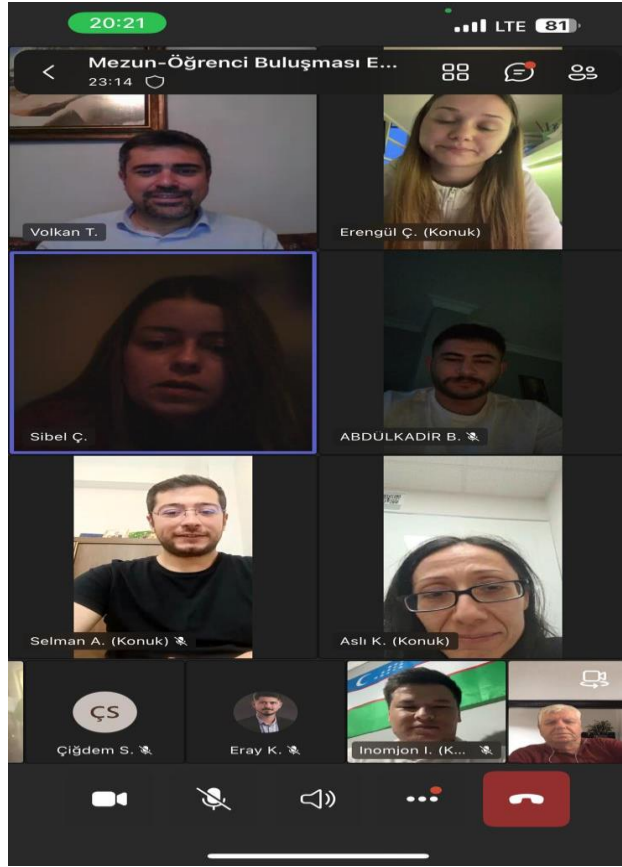 20:21
LTE 81
Mezun-Öğrenci Buluşması E...
23:14
Volkan T.
Erengül Ç. (Konuk)
Sibel Ç.
ABDÜLKADİR B.
Selman A. (Konuk)
Aslı K. (Konuk)
ÇS
Çiğdem S.
Eray K.
Inomjon I. (K...